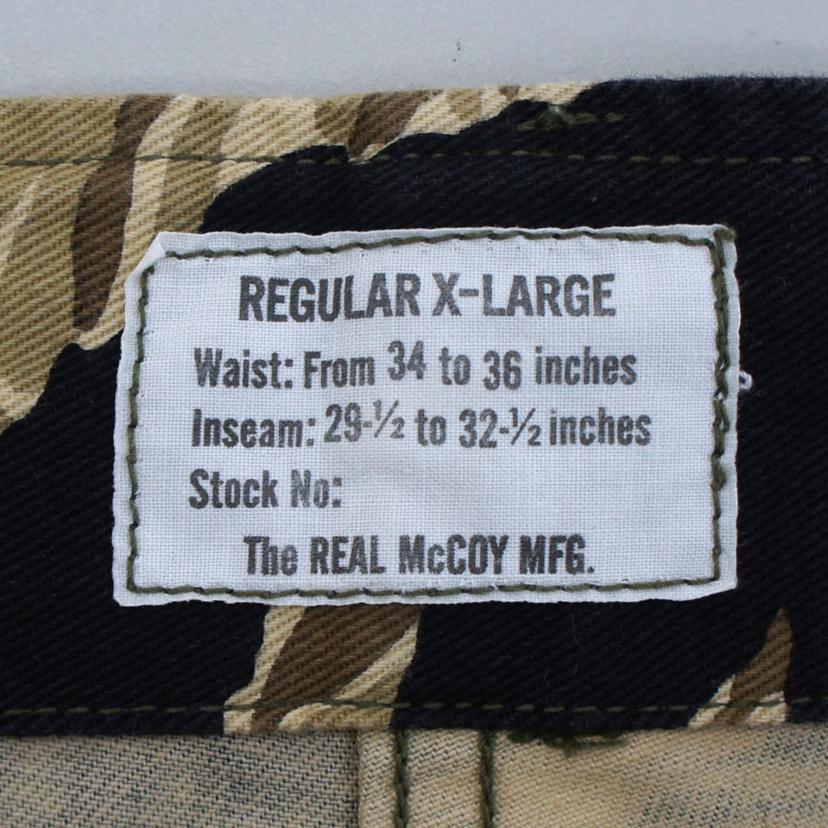 REGULAR X-LARGE
Waist: From 34 to 36 inches
Inseam: 29-½ to 32-½ inches
Stock No:
The REAL McCOY MFG.